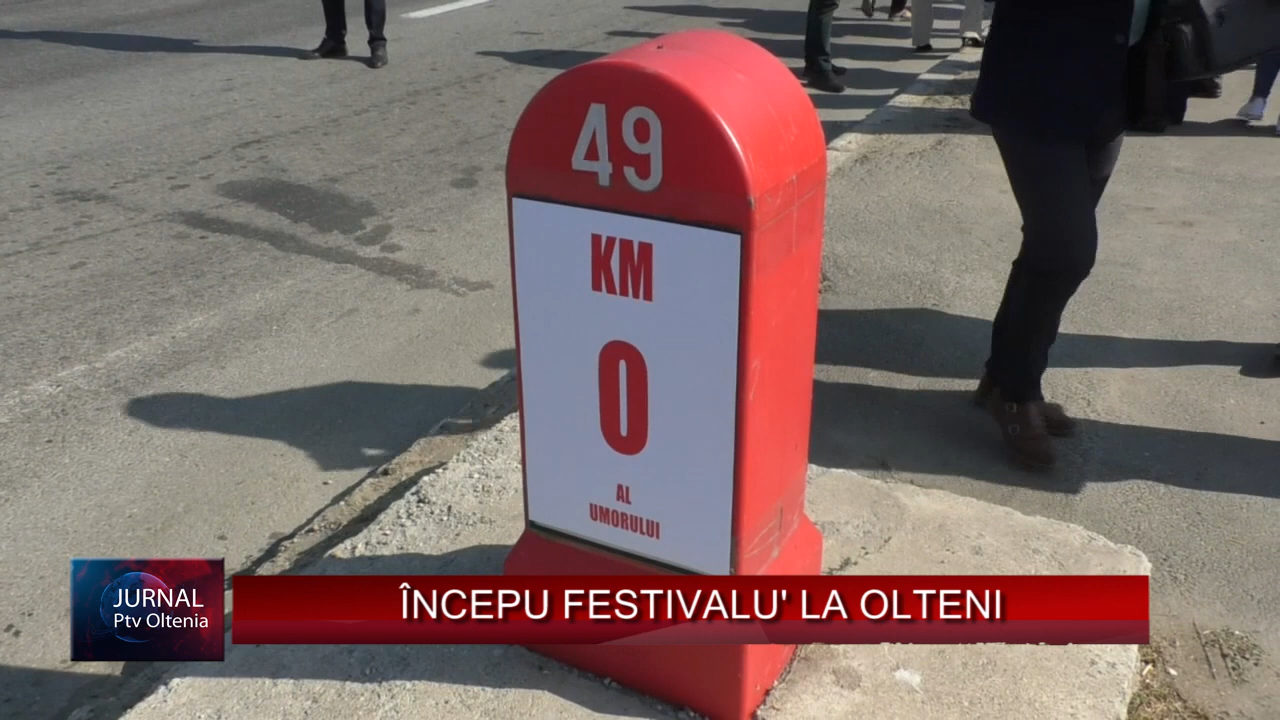 49
KM
0
AL
UMORULUI
JURNAL
Ptv Oltenia
ÎNCEPU FESTIVALU' LA OLTENI